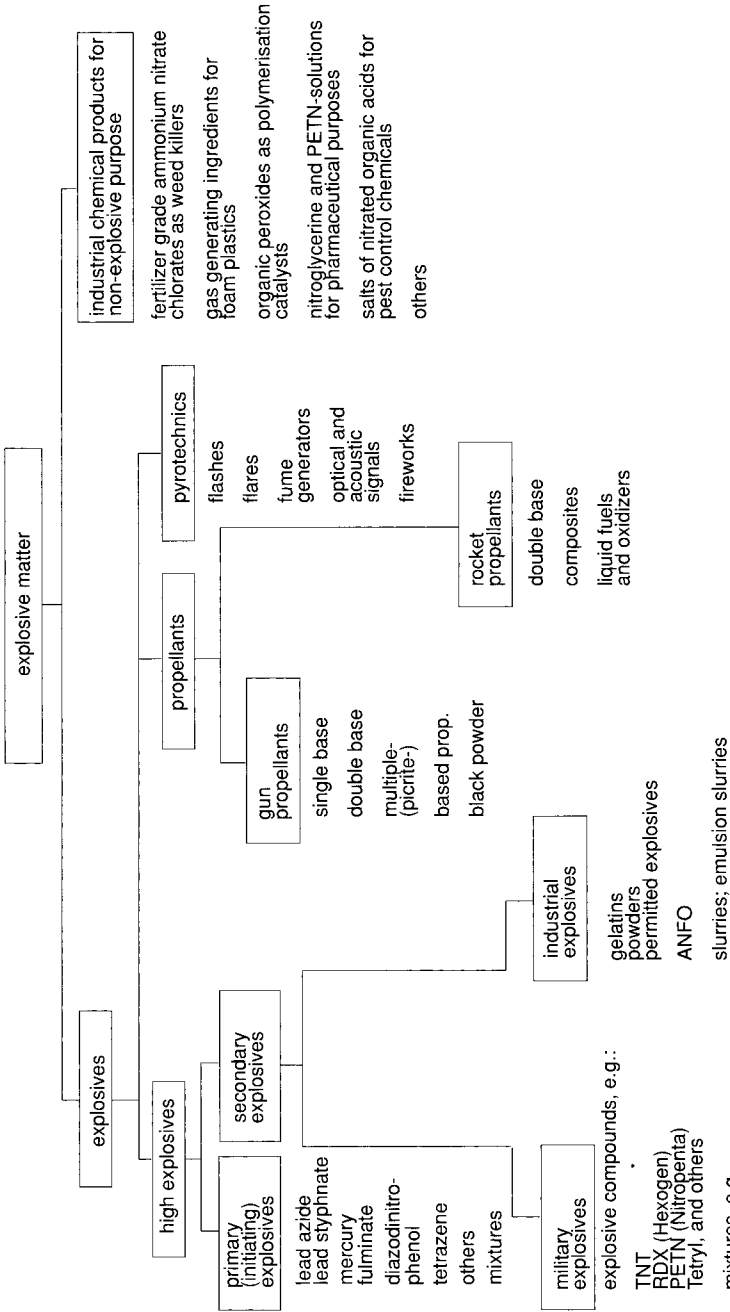 explosive matter
explosives
industrial chemical products for
non-explosive purpose
fertilizer grade ammonium nitrate
chlorates as weed killers
gas generating ingredients for
foam plastics
organic peroxides as polymerisation
catalysts
nitroglycerine and PETN-solutions
for pharmaceutical purposes
salts of nitrated organic acids for
pest control chemicals
others
high explosives
propellants
pyrotechnics
flashes
flares
fume
generators
optical and
acoustic
signals
fireworks
primary
(initiating)
explosives
lead azide
lead styphnate
mercury
fulminate
diazodinitro-
phenol
tetrazene
others
mixtures
secondary
explosives
gun
propellants
single base
double base
multiple-
(picrite-)
based prop.
black powder
rocket
propellants
double base
composites
liquid fuels
and oxidizers
military
explosives
explosive compounds, e.g.:
TNT
RDX (Hexogen)
PETN (Nitropenta)
Tetryl, and others
industrial
explosives
gelatins
powders
permitted explosives
ANFO
slurries; emulsion slurries